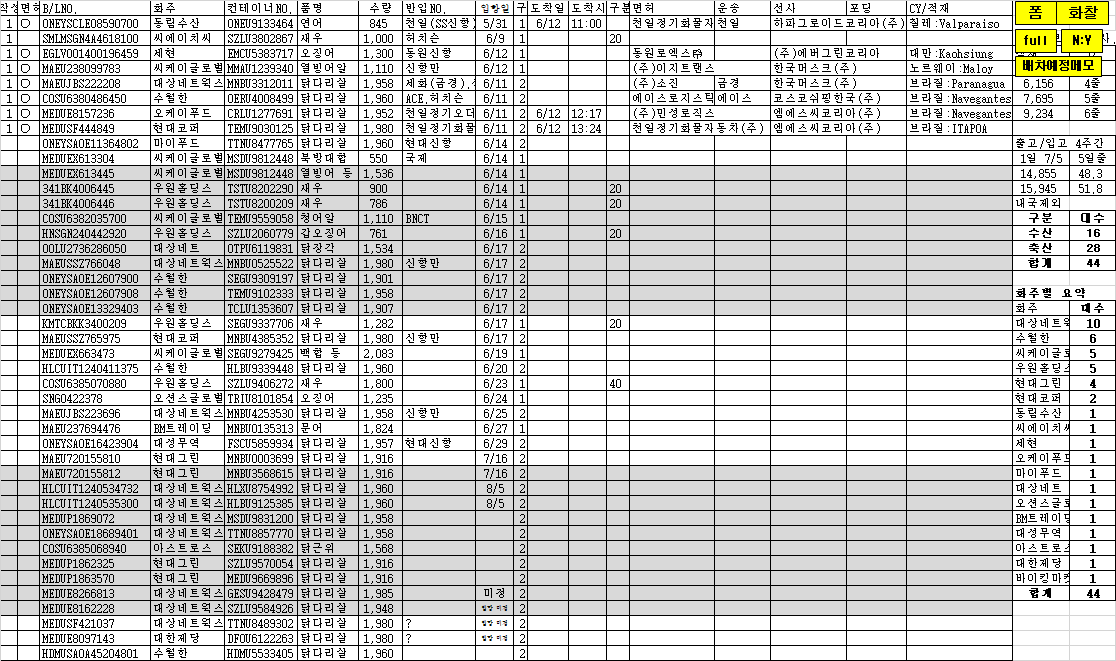 작성 면허 B/LNO. 화주 컨테이너NO. 품명 수량 반입NO. 입항일 구 도착일 도착시 구분 면허 운송 선사 포딩 CY/적재 폼 화찰
ONEYSCLE08590700 동림수산 ONEU9133464 연어 845 천일(SS신항) 5/31 1 6/12 11:00 천일정기화물자 천일 하파그로이드코리아(주) 칠레:Valparaiso
1 SMLMSGN4A4618100 씨에이치씨 SZLU3802867 새우 1,000 허치슨 6/9 1 20 full N:Y
1 ○ EGLV001400196459 제현 EMCU5383717 오징어 1,300 동원신항 6/12 1 동원로엑스 (주)에버그린코리아 대만:Kaohsiung
1 ○ MAEU238099783 씨케이글로벌 MMAU1239340 열빙어알 1,110 신항만 6/12 1 (주)이지트랜스 한국머스크(주) 노르웨이:Maloy 배차예정메모
1 ○ MAEUJBS222208 대상네트웍스 MNBU3312011 닭다리살 1,958 제화(금경). 6/11 2 (주)소진 금경 한국머스크(주) 브라질:Paranagua 6,156 4출
1 ○ COSU6380486450 수월한 OERU4008499 닭다리살 1,960 ACE.허치슨 6/11 2 에이스로지스틱 에이스 코스코쉬핑한국(주) 브라질:Navegantes 7,695 5출
1 ○ MEDUE8157236 오케이푸드 CRLU1277691 닭다리살 1,952 천일정기오더 6/11 2 6/12 12:17 (주)민성로직스 엠에스씨코리아(주) 브라질:Navegantes 9,234 6출
1 ○ MEDUSF444849 현대코퍼 TEMU9030125 닭다리살 1,980 천일정기화물 6/11 2 6/12 13:24 천일정기화물자동차(주) 엠에스씨코리아(주) 브라질:ITAPOA
ONEYSAOE11364802 마이푸드 TTNU8477765 닭다리살 1,960 현대신항 6/14 2 출고/입고 4주간
MEDUEX613304 씨케이글로벌 MSDU9812448 북방대합 550 국제 6/14 1 1일 7/5 5일출
MEDUEX613445 씨케이글로벌 MSDU9812448 열빙어 등 1,536 6/14 1 14,855 48.3
341BK4006445 우원홀딩스 TSTU8202290 새우 900 6/14 1 20 15,945 51.8
341BK4006446 우원홀딩스 TSTU8200209 새우 786 6/14 1 20 내국제외
COSU6382035700 씨케이글로벌 TEMU9559058 청어알 1,110 BNCT 6/15 1 구분 대수
HNSGN240442920 우원홀딩스 SZLU2060779 갑오징어 761 6/16 1 20 수산 16
OOLU2736286050 대상네트 OTPU6119831 닭장각 1,534 6/17 2 축산 28
MAEUSSZ766048 대상네트웍스 MNBU0525522 닭다리살 1,980 신항만 6/17 2 합계 44
ONEYSAOE12607900 수월한 SEGU9309197 닭다리살 1,901 6/17 2
ONEYSAOE12607908 수월한 TEMU9102333 닭다리살 1,958 6/17 2 화주별 요약
ONEYSAOE13329403 수월한 TCLU1353607 닭다리살 1,907 6/17 2 화주 대수
KMTCBKK3400209 우원홀딩스 SEGU9337706 새우 1,282 6/17 1 20 대상네트웍 10
MAEUSSZ765975 현대코퍼 MNBU4385352 닭다리살 1,980 신항만 6/17 2 수월한 6
MEDUEX663473 씨케이글로벌 SEGU9279425 백합 등 2,083 6/19 1 씨케이글로 5
HLCUIT1240411375 수월한 HLBU9339448 닭다리살 1,960 6/20 2 우원홀딩스 5
COSU6385070880 우원홀딩스 SZLU9406272 새우 1,800 6/23 1 40 현대그린 4
SNGO422378 오션스글로벌 TRIU8101854 오징어 1,235 6/24 1 현대코퍼 2
MAEUJBS223696 대상네트웍스 MNBU4253530 닭다리살 1,958 신항만 6/25 2 동림수산 1
MAEU237694476 BM트레이딩 MNBU0135313 문어 1,824 6/27 1 씨에이치씨 1
ONEYSAOE16423904 대성무역 FSCU5859934 닭다리살 1,957 현대신항 6/29 2 제현 1
MAEU720155810 현대그린 MNBU0003699 닭다리살 1,916 7/16 2 오케이푸드 1
MAEU720155812 현대그린 MNBU3568615 닭다리살 1,916 7/16 2 마이푸드 1
HLCUIT1240534732 대상네트웍스 HLXU8754992 닭다리살 1,960 8/5 2 대상네트 1
HLCUIT1240535300 대상네트웍스 HLBU9125385 닭다리살 1,960 8/5 2 오션스글로 1
MEDUP1869072 대상네트웍스 MSDU9831200 닭다리살 1,958 2 BM트레이딩 1
ONEYSAOE18689401 대상네트웍스 TTNU8857770 닭다리살 1,958 2 대성무역 1
COSU6385068940 아스트로스 SEKU9188382 닭근위 1,568 2 아스트로스 1
MEDUP1862325 현대그린 SZLU9570054 닭다리살 1,916 2 대한제당 1
MEDUP1863570 현대그린 MEDU9669896 닭다리살 1,916 2 바이킹마켓 1
MEDUE8266813 대상네트웍스 GESU9428479 닭다리살 1,985 미정 2 합계 44
MEDUE8162228 대상네트웍스 SZLU9584926 닭다리살 1,948 2
MEDUSF421037 대상네트웍스 TTNU8489302 닭다리살 1,980 ? 2
MEDUE8097143 대한제당 DFOU6122263 닭다리살 1,980 ? 2
HDMUSAOA45204801 수월한 HDMU5533405 닭다리살 1,960 2